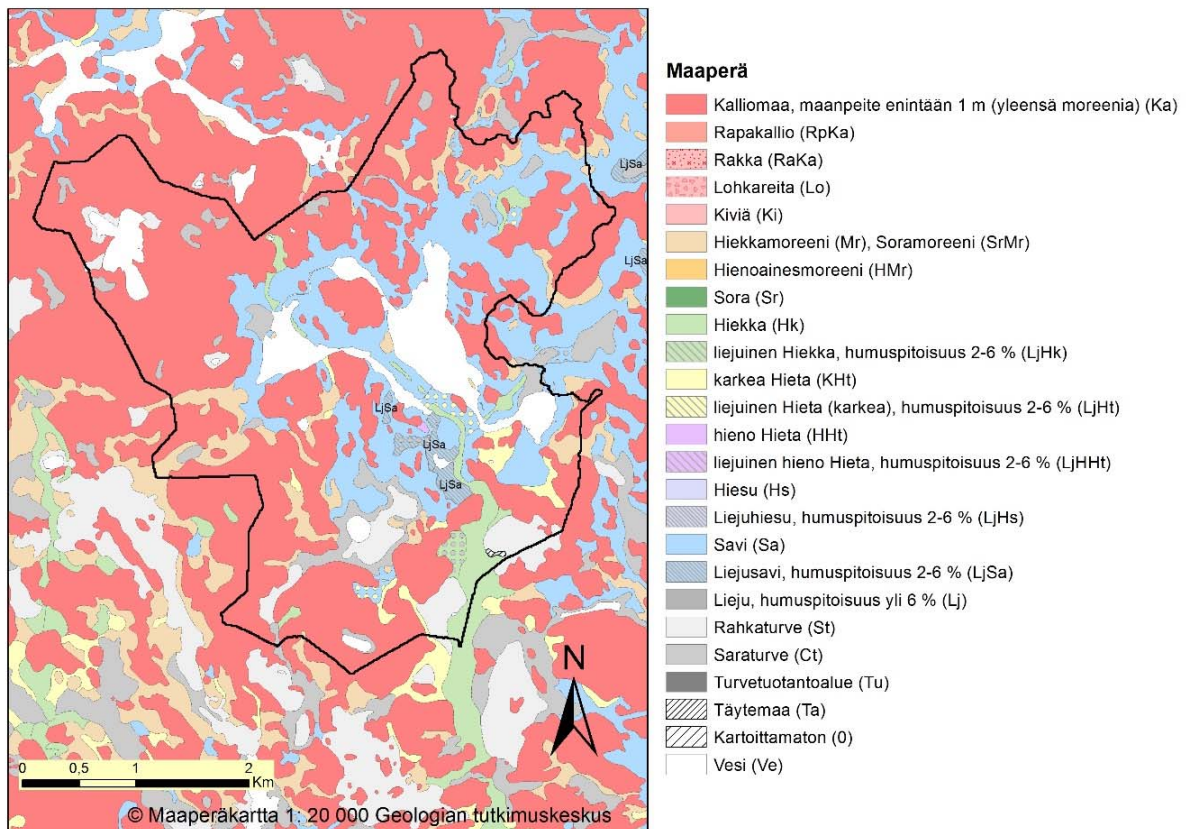 LjSa
LjSa
LjSa
LjSa
LjSa
N
0 0,5 1 2
Km
© Maaperäkartta 1: 20 000 Geologian tutkimuskeskus
Maaperä
Kalliomaa, maanpeite enintään 1 m (yleensä moreenia) (Ka)
Rapakallio (RpKa)
Rakka (RaKa)
Lohkareita (Lo)
Kiviä (Ki)
Hiekkamoreeni (Mr), Soramoreeni (SrMr)
Hienoainesmoreeni (HMr)
Sora (Sr)
Hiekka (Hk)
liejuinen Hiekka, humuspitoisuus 2-6 % (LjHk)
karkea Hieta (KHt)
liejuinen Hieta (karkea), humuspitoisuus 2-6 % (LjHt)
hieno Hieta (HHt)
liejuinen hieno Hieta, humuspitoisuus 2-6 % (LjHHt)
Hiesu (Hs)
Liejuhiesu, humuspitoisuus 2-6 % (LjHs)
Savi (Sa)
Liejusavi, humuspitoisuus 2-6 % (LjSa)
Lieju, humuspitoisuus yli 6 % (Lj)
Rahkaturve (St)
Saraturve (Ct)
Turvetuotantoalue (Tu)
Täytemaa (Ta)
Kartoittamaton (0)
Vesi (Ve)